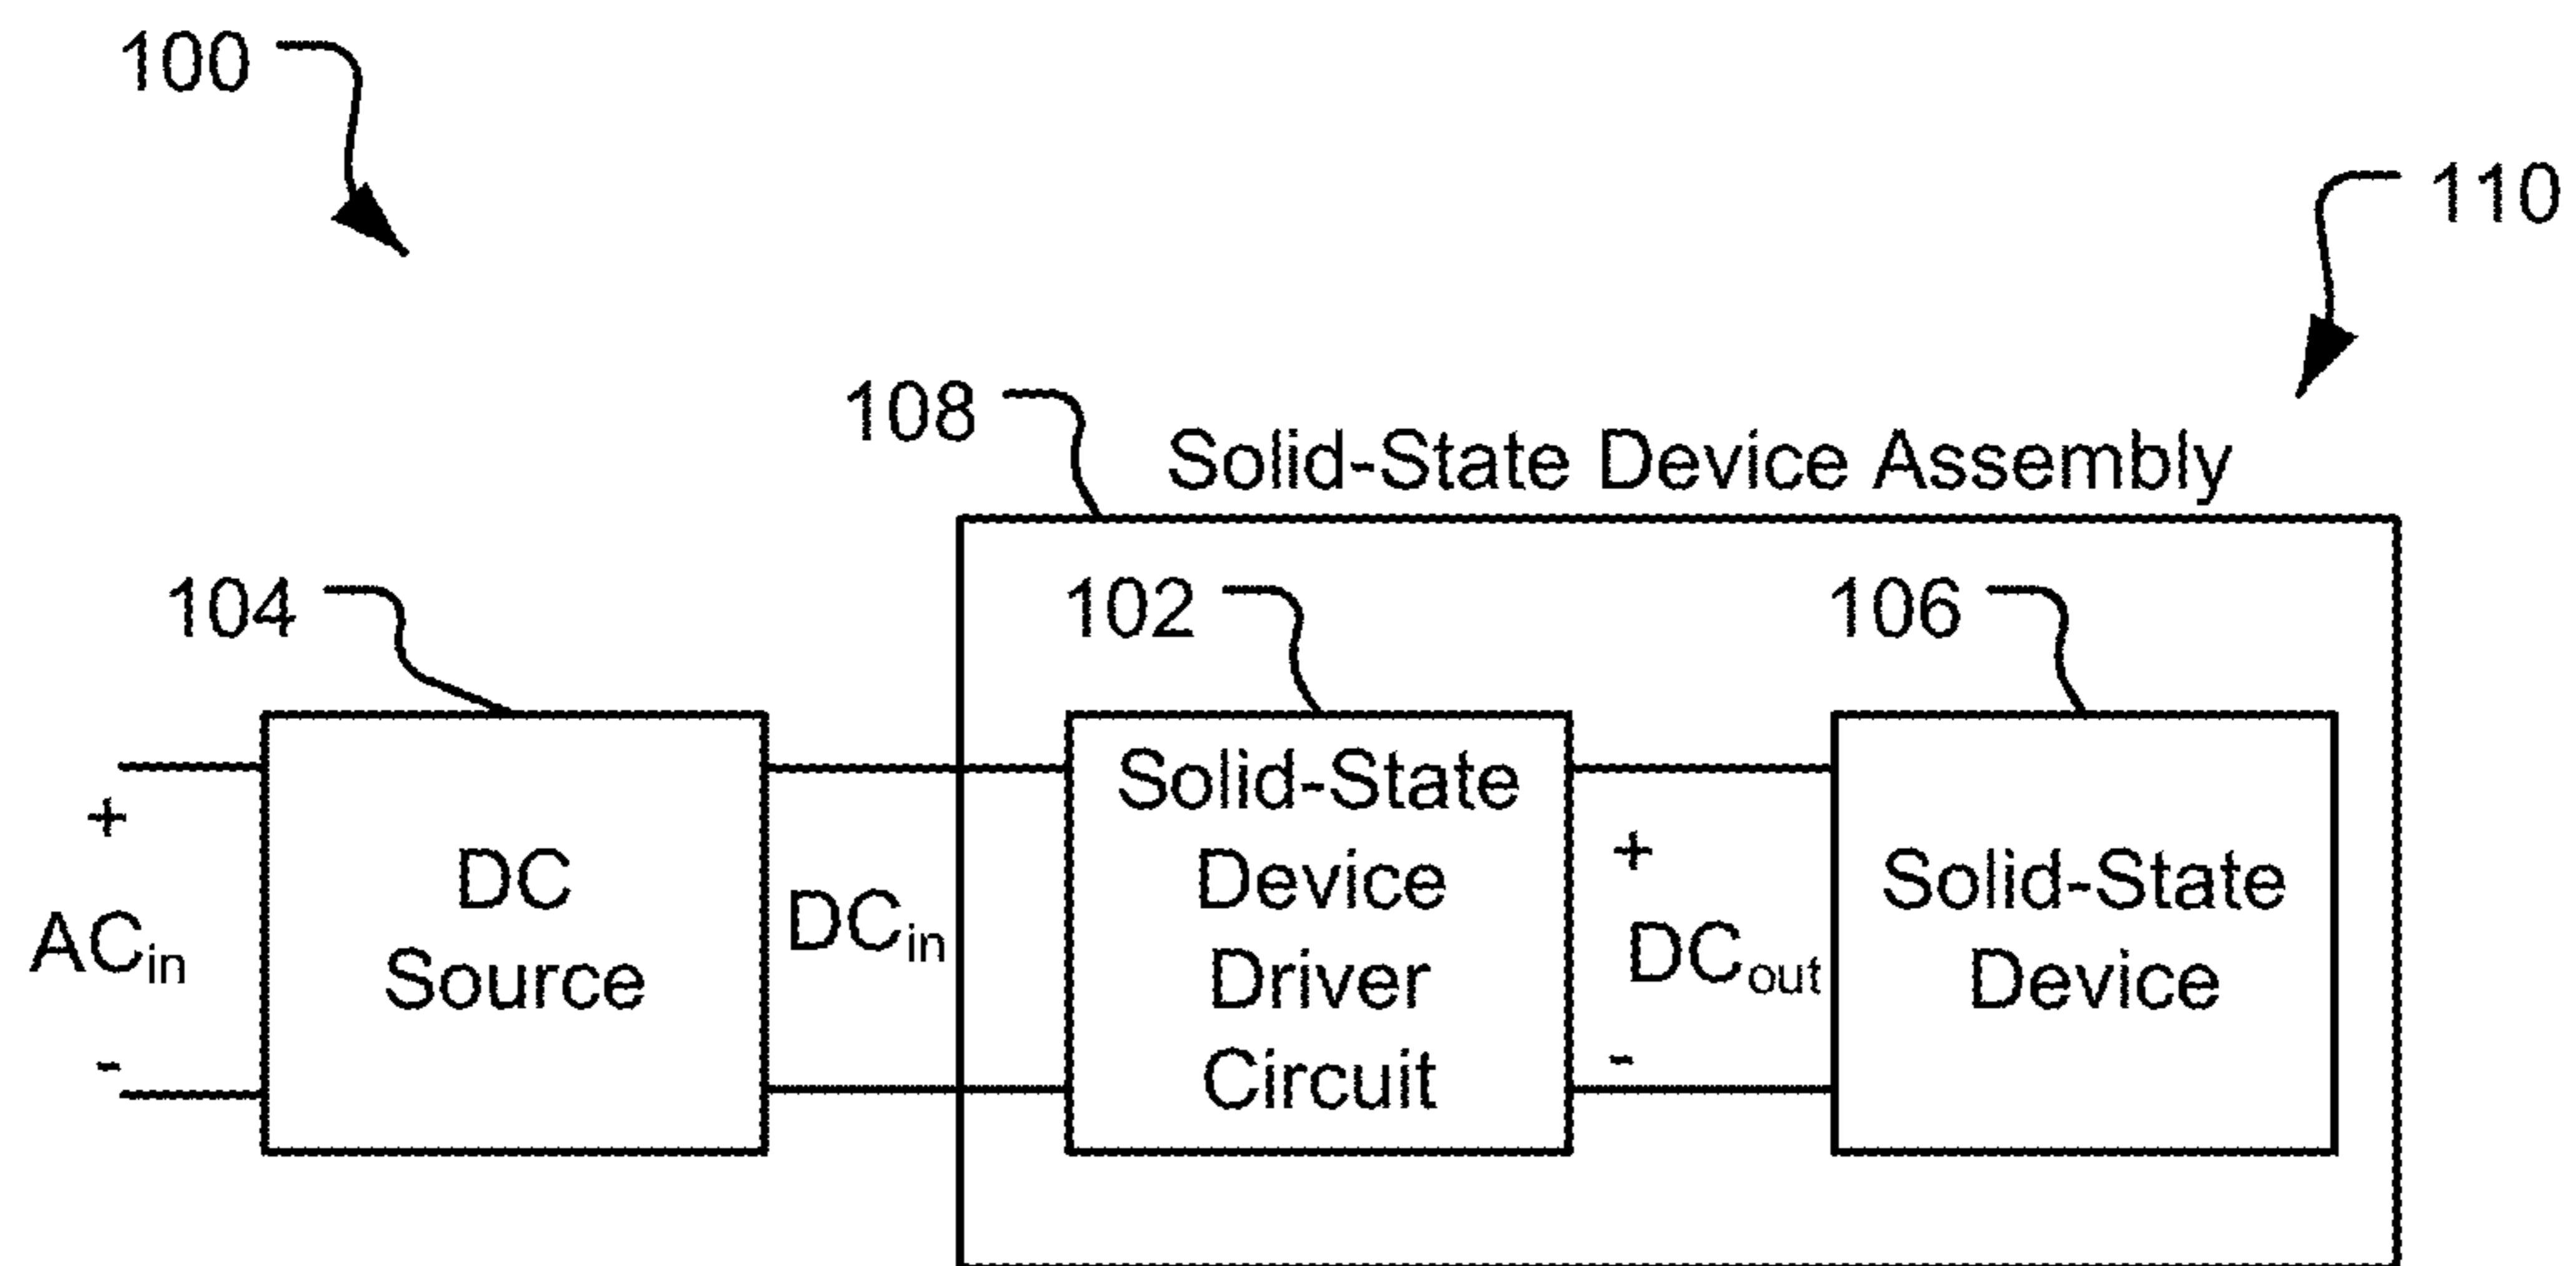 100
110
108
Solid-State Device Assembly
104
102
106
+
ACin
-
DC
Source
DCin
Solid-State
Device
Driver
Circuit
+
DCout
-
Solid-State
Device